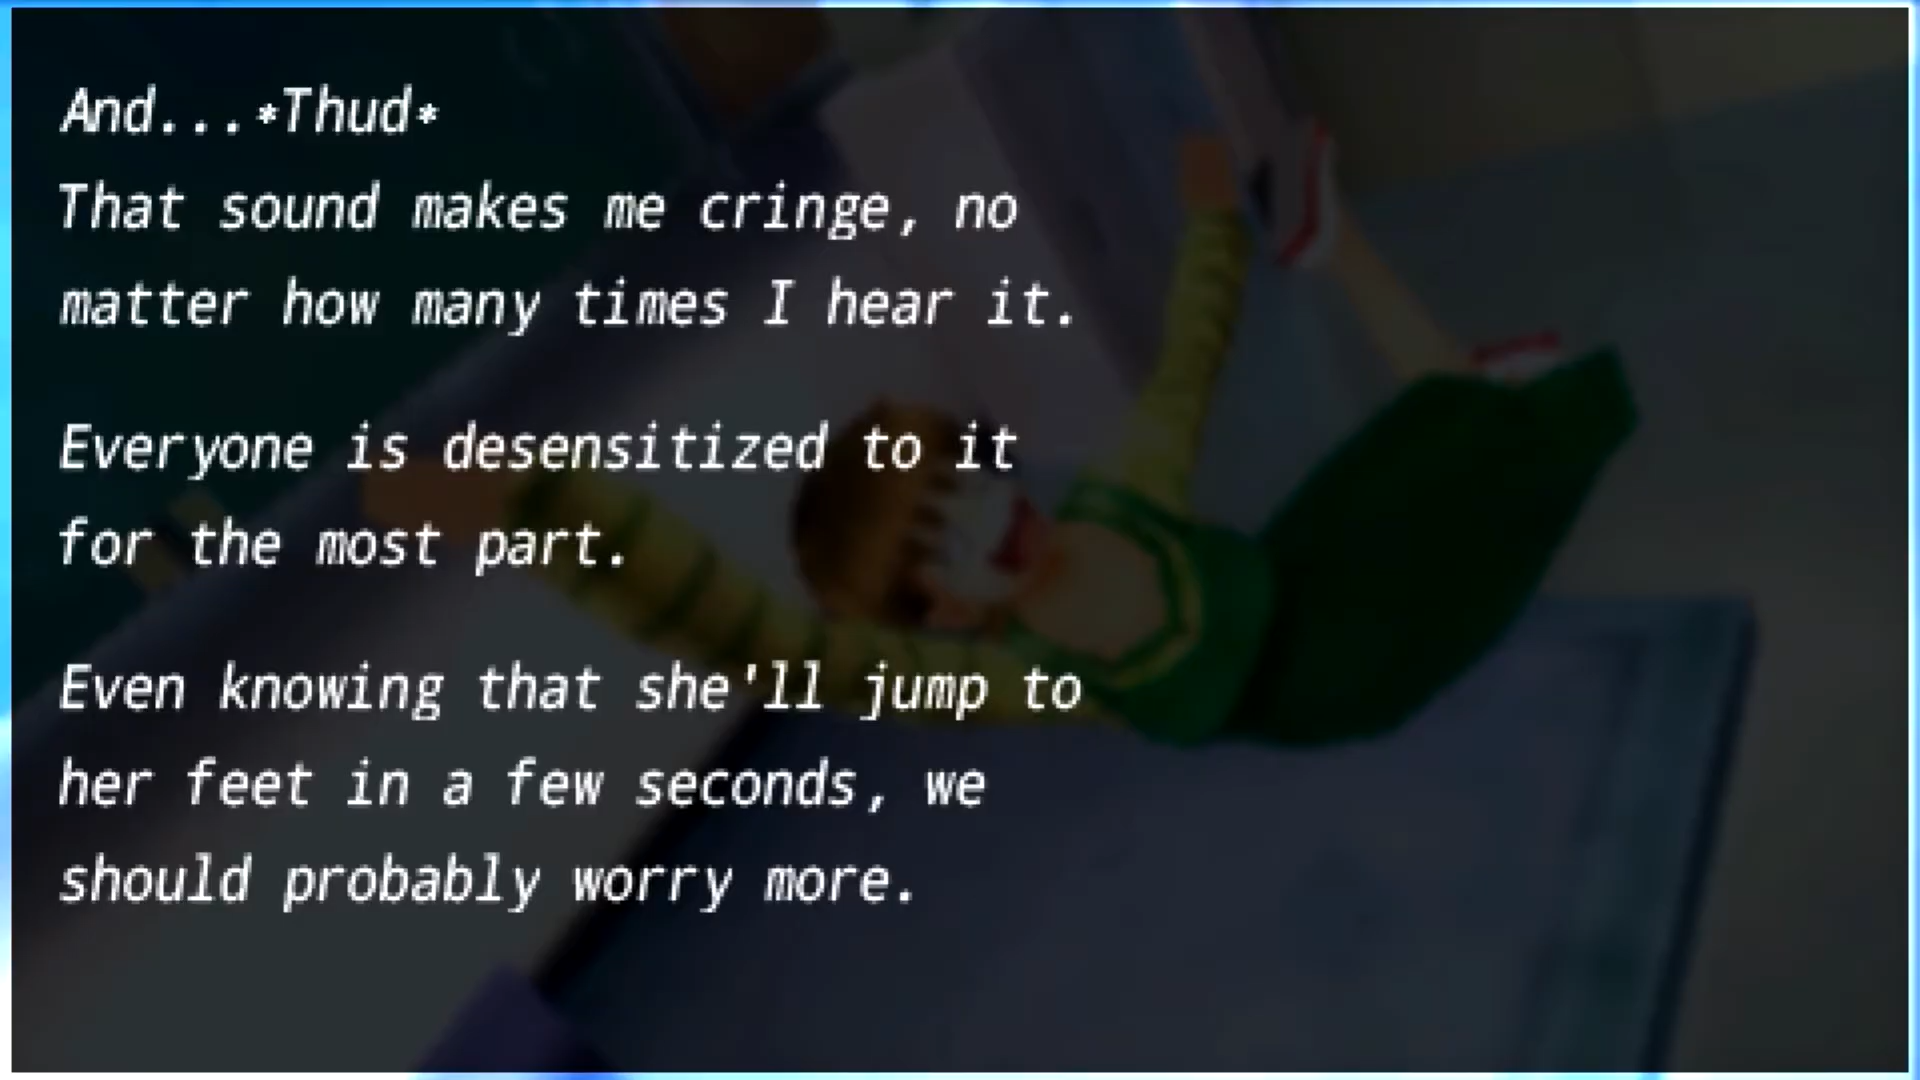 And...*Thud*
That sound makes me cringe, no
matter how many times I hear it.
Everyone is desensitized to it
for the most part.
Even knowing that she'll jump to
her feet in a few seconds, we
should probably worry more.